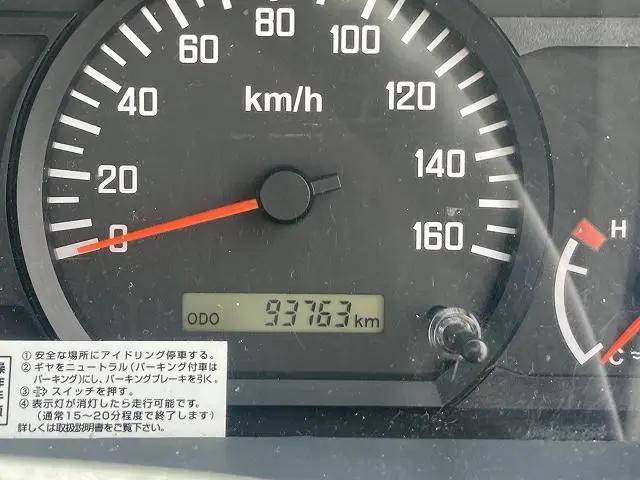 80
60
100
40
km/h
120
20
140
0
160
H
ODO 93763 km
C
① 安全な場所にアイドリング停車する。
② ギヤをニュートラル(パーキング付車は
パーキング)にし、パーキングブレーキを引く。
③ スイッチを押す。
④ 表示灯が消灯したら走行可能です。
(通常15~20分程度で終了します)
詳しくは取扱説明書をご覧下さい。